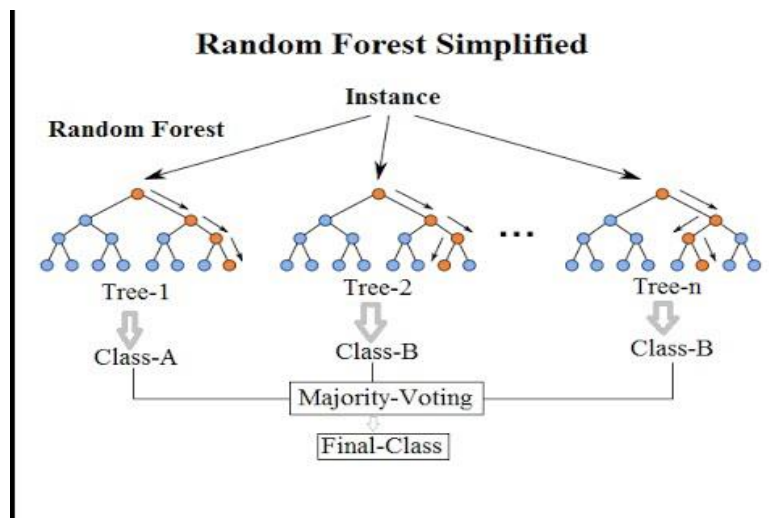 Random Forest Simplified
Instance
Random Forest
...
Tree-1 Tree-2 Tree-n
Class-A Class-B Class-B
Majority-Voting
Final-Class